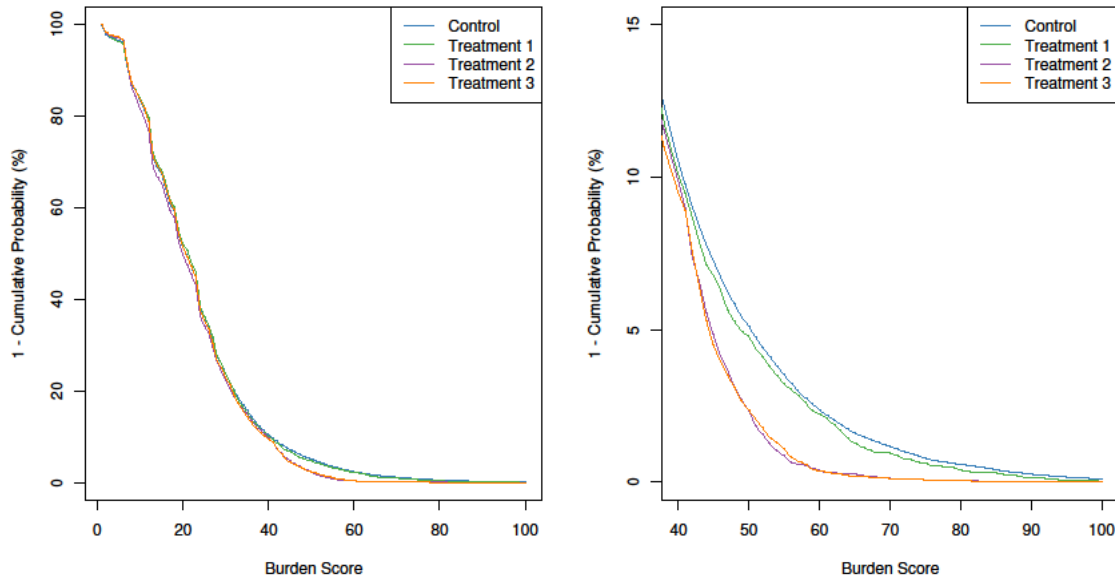 1 - Cumulative Probability (%)
100
80
60
40
20
0
0
20
40
60
80
100
Burden Score
Control
Treatment 1
Treatment 2
Treatment 3
1 - Cumulative Probability (%)
15
10
5
0
40
50
60
70
80
90
100
Burden Score
Control
Treatment 1
Treatment 2
Treatment 3